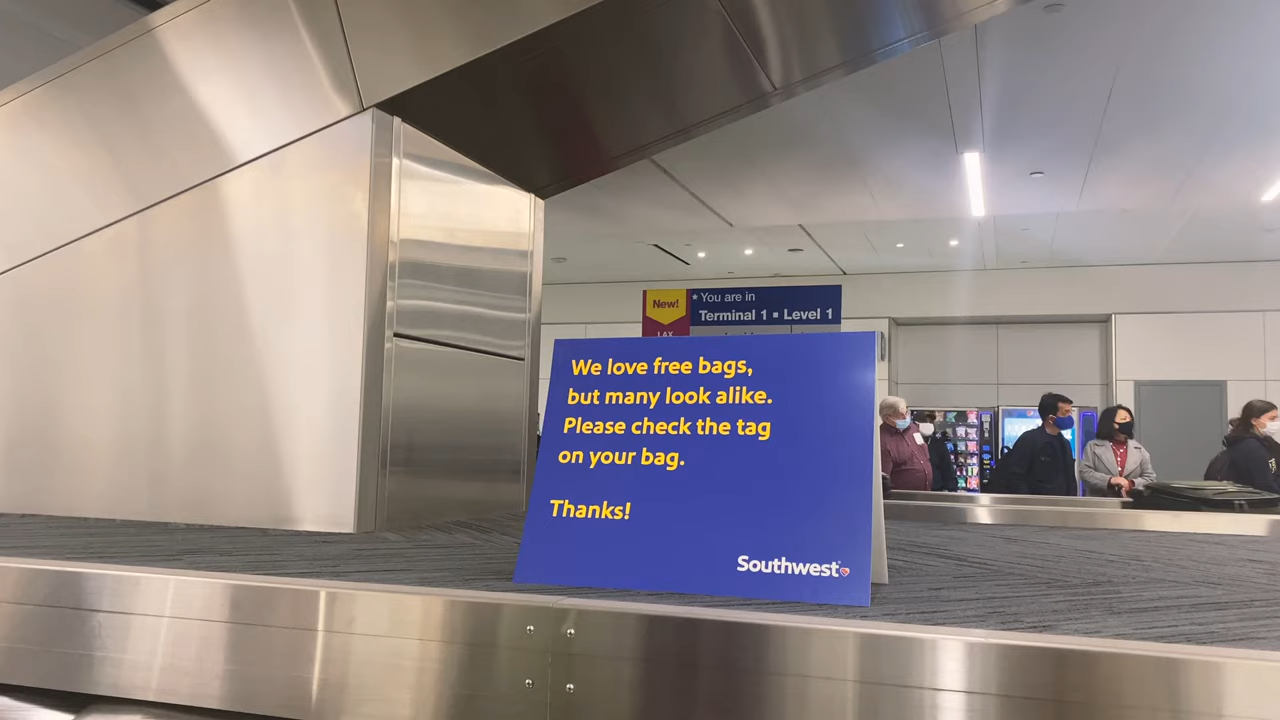 New!
* You are in
Terminal 1 ▪ Level 1
LAX
We love free bags,
but many look alike.
Please check the tag
on your bag.
Thanks!
Southwest